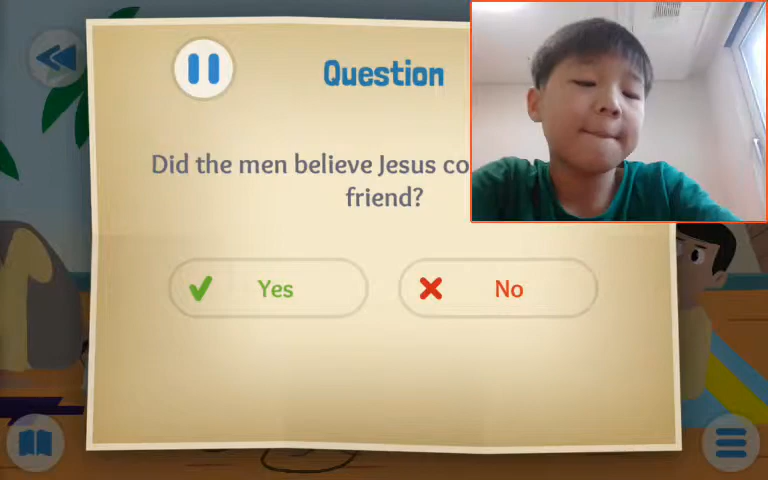 Question
Did the men believe Jesus co
friend?
Yes
No